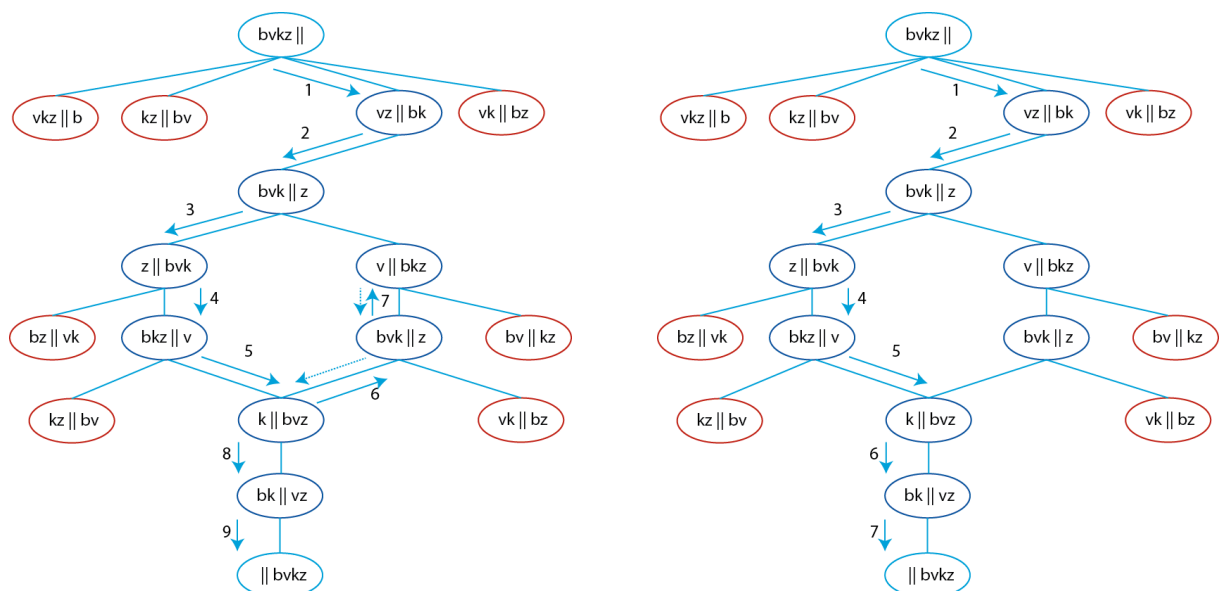 bvkz || bvkz ||
1 1
vkz || b kz || bv vz || bk vk || bz vkz || b kz || bv vz || bk vk || bz
2 2
bvk || z bvk || z
3 3
z || bvk v || bkz z || bvk v || bkz
4 7 4
bz || vk bkz || v bvk || z bv || kz bz || vk bkz || v bvk || z bv || kz
5 5
6
kz || bv k || bvz vk || bz kz || bv k || bvz vk || bz
8 6
bk || vz bk || vz
9 7
|| bvkz || bvkz